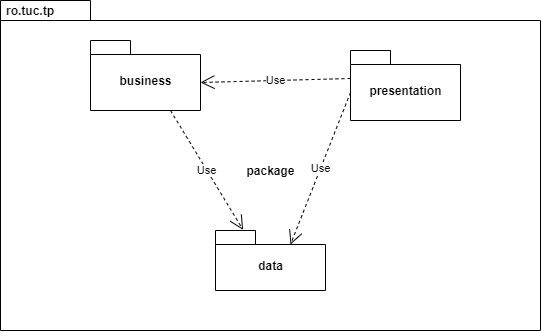 ro.tuc.tp
business
Use
presentation
Use
package
Use
data